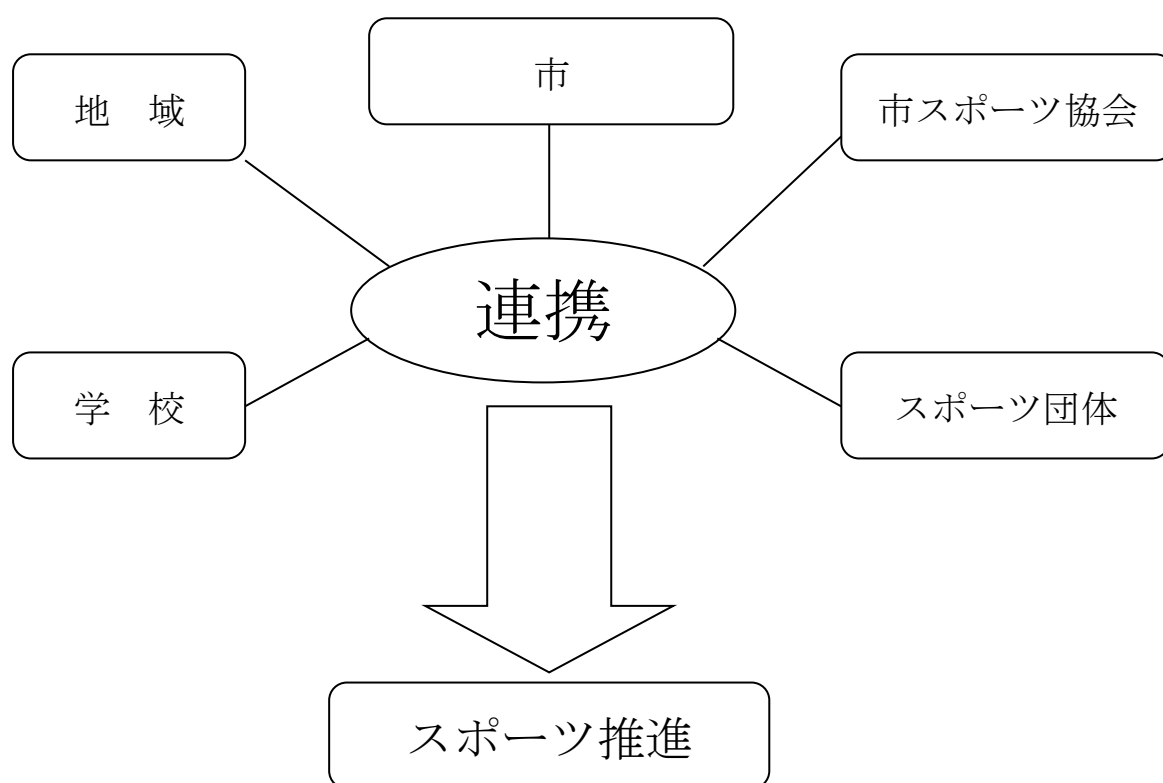 市
地　域
市スポーツ協会
連携
学　校
スポーツ団体
スポーツ推進